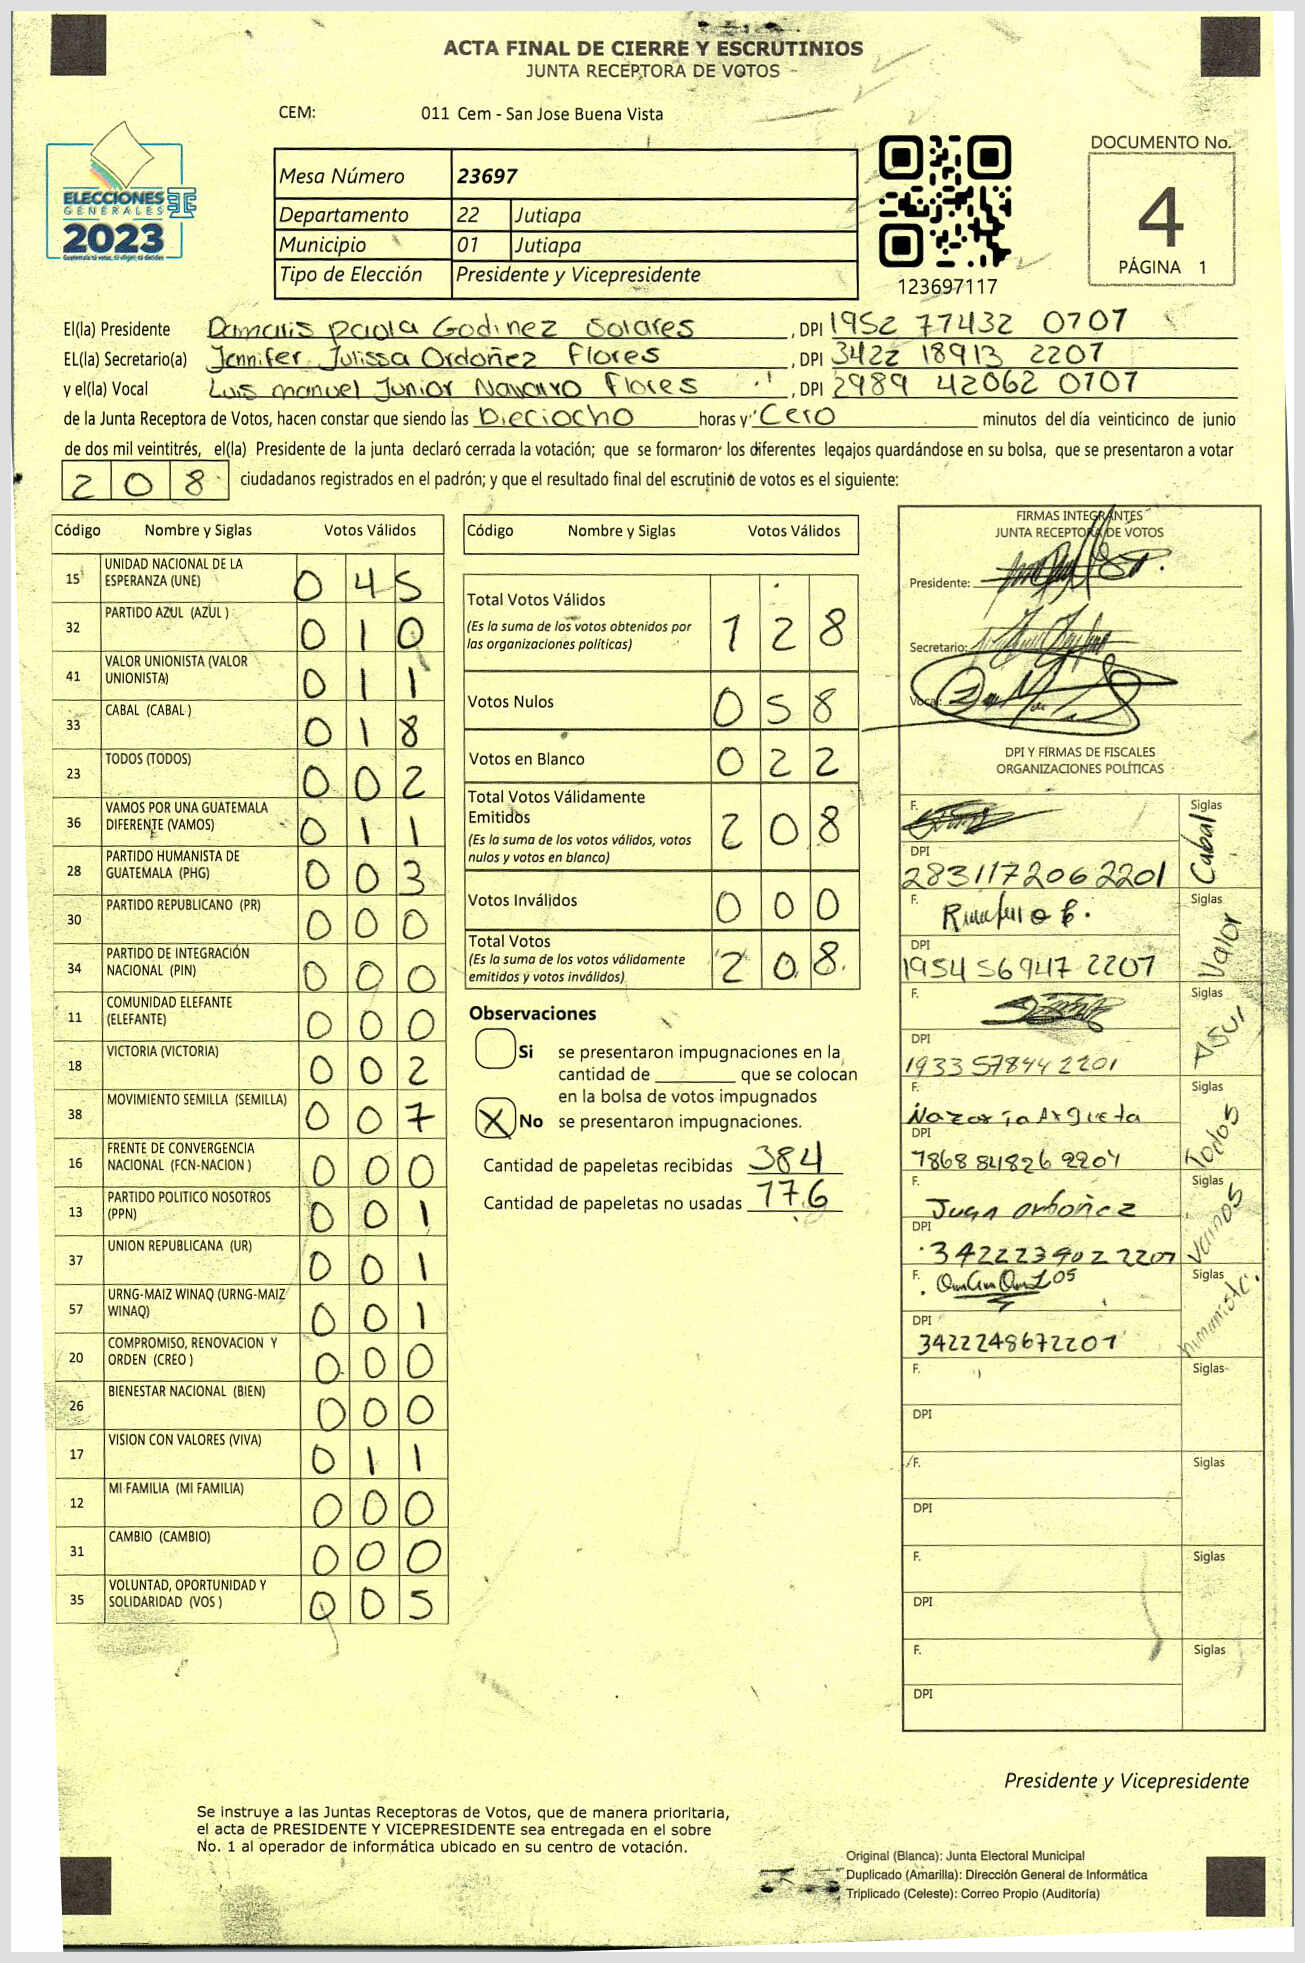 ACTA FINAL DE CIERRE Y ESCRUTINIOS
JUNTA RECEPTORA DE VOTOS
CEM: 011 Cem - San Jose Buena Vista
ELECCIONES
GENERALES
2023
Guatemala tú votas, tú eliges, tú decides
Mesa Número 23697
Departamento 22 Jutiapa
Municipio 01 Jutiapa
Tipo de Elección Presidente y Vicepresidente
123697117
DOCUMENTO No.
4
PÁGINA 1
El(la) Presidente Damaris paola Godinez Solares , DPI 1952 77432 0707
EL(la) Secretario(a) Jennifer Julissa Ordoñez Flores , DPI 3422 18913 2207
y el(la) Vocal Luis manuel Junior Navarro Flores , DPI 2989 42062 0707
de la Junta Receptora de Votos, hacen constar que siendo las Dieciocho horas y Cero minutos del día veinticinco de junio
de dos mil veintitrés, el(la) Presidente de la junta declaró cerrada la votación; que se formaron los diferentes legajos guardándose en su bolsa, que se presentaron a votar
208 ciudadanos registrados en el padrón; y que el resultado final del escrutinio de votos es el siguiente:
Código Nombre y Siglas Votos Válidos
15 UNIDAD NACIONAL DE LA ESPERANZA (UNE) 0 4 5
32 PARTIDO AZUL (AZUL ) 0 1 0
41 VALOR UNIONISTA (VALOR UNIONISTA) 0 1 1
33 CABAL (CABAL ) 0 1 8
23 TODOS (TODOS) 0 0 2
36 VAMOS POR UNA GUATEMALA DIFERENTE (VAMOS) 0 1 1
28 PARTIDO HUMANISTA DE GUATEMALA (PHG) 0 0 3
30 PARTIDO REPUBLICANO (PR) 0 0 0
34 PARTIDO DE INTEGRACIÓN NACIONAL (PIN) 0 0 0
11 COMUNIDAD ELEFANTE (ELEFANTE) 0 0 0
18 VICTORIA (VICTORIA) 0 0 2
38 MOVIMIENTO SEMILLA (SEMILLA) 0 0 7
16 FRENTE DE CONVERGENCIA NACIONAL (FCN-NACION ) 0 0 0
13 PARTIDO POLITICO NOSOTROS (PPN) 0 0 1
37 UNION REPUBLICANA (UR) 0 0 1
57 URNG-MAIZ WINAQ (URNG-MAIZ WINAQ) 0 0 1
20 COMPROMISO, RENOVACION Y ORDEN (CREO ) 0 0 0
26 BIENESTAR NACIONAL (BIEN) 0 0 0
17 VISION CON VALORES (VIVA) 0 1 1
12 MI FAMILIA (MI FAMILIA) 0 0 0
31 CAMBIO (CAMBIO) 0 0 0
35 VOLUNTAD, OPORTUNIDAD Y SOLIDARIDAD (VOS ) 0 0 5
Código Nombre y Siglas Votos Válidos
Total Votos Válidos 1 2 8
(Es la suma de los votos obtenidos por
las organizaciones políticas)
Votos Nulos 0 5 8
Votos en Blanco 0 2 2
Total Votos Válidamente
Emitidos 2 0 8
(Es la suma de los votos válidos, votos
nulos y votos en blanco)
Votos Inválidos 0 0 0
Total Votos 2 0 8
(Es la suma de los votos válidamente
emitidos y votos inválidos)
Observaciones
Si se presentaron impugnaciones en la
cantidad de ________ que se colocan
en la bolsa de votos impugnados
X No se presentaron impugnaciones.
Cantidad de papeletas recibidas 384
Cantidad de papeletas no usadas 176
FIRMAS INTEGRANTES
JUNTA RECEPTORA DE VOTOS
Presidente:
Secretario:
Vocal:
DPI Y FIRMAS DE FISCALES
ORGANIZACIONES POLÍTICAS
F. Siglas Cabal
DPI 2831172062201
F. Siglas Valor
DPI 1954 56947 2207
F. Siglas Asul
DPI 1933 57844 2201
F. Nazaria Argueta Siglas Todos
DPI 7868 84826 2204
F. Juan Ordoñez Siglas Vamos
DPI 3422239022207
F. Siglas humanista.
DPI 3422248672207
F. Siglas
DPI
F. Siglas
DPI
F. Siglas
DPI
F. Siglas
DPI
Presidente y Vicepresidente
Se instruye a las Juntas Receptoras de Votos, que de manera prioritaria,
el acta de PRESIDENTE Y VICEPRESIDENTE sea entregada en el sobre
No. 1 al operador de informática ubicado en su centro de votación.
Original (Blanca): Junta Electoral Municipal
Duplicado (Amarilla): Dirección General de Informática
Triplicado (Celeste): Correo Propio (Auditoría)